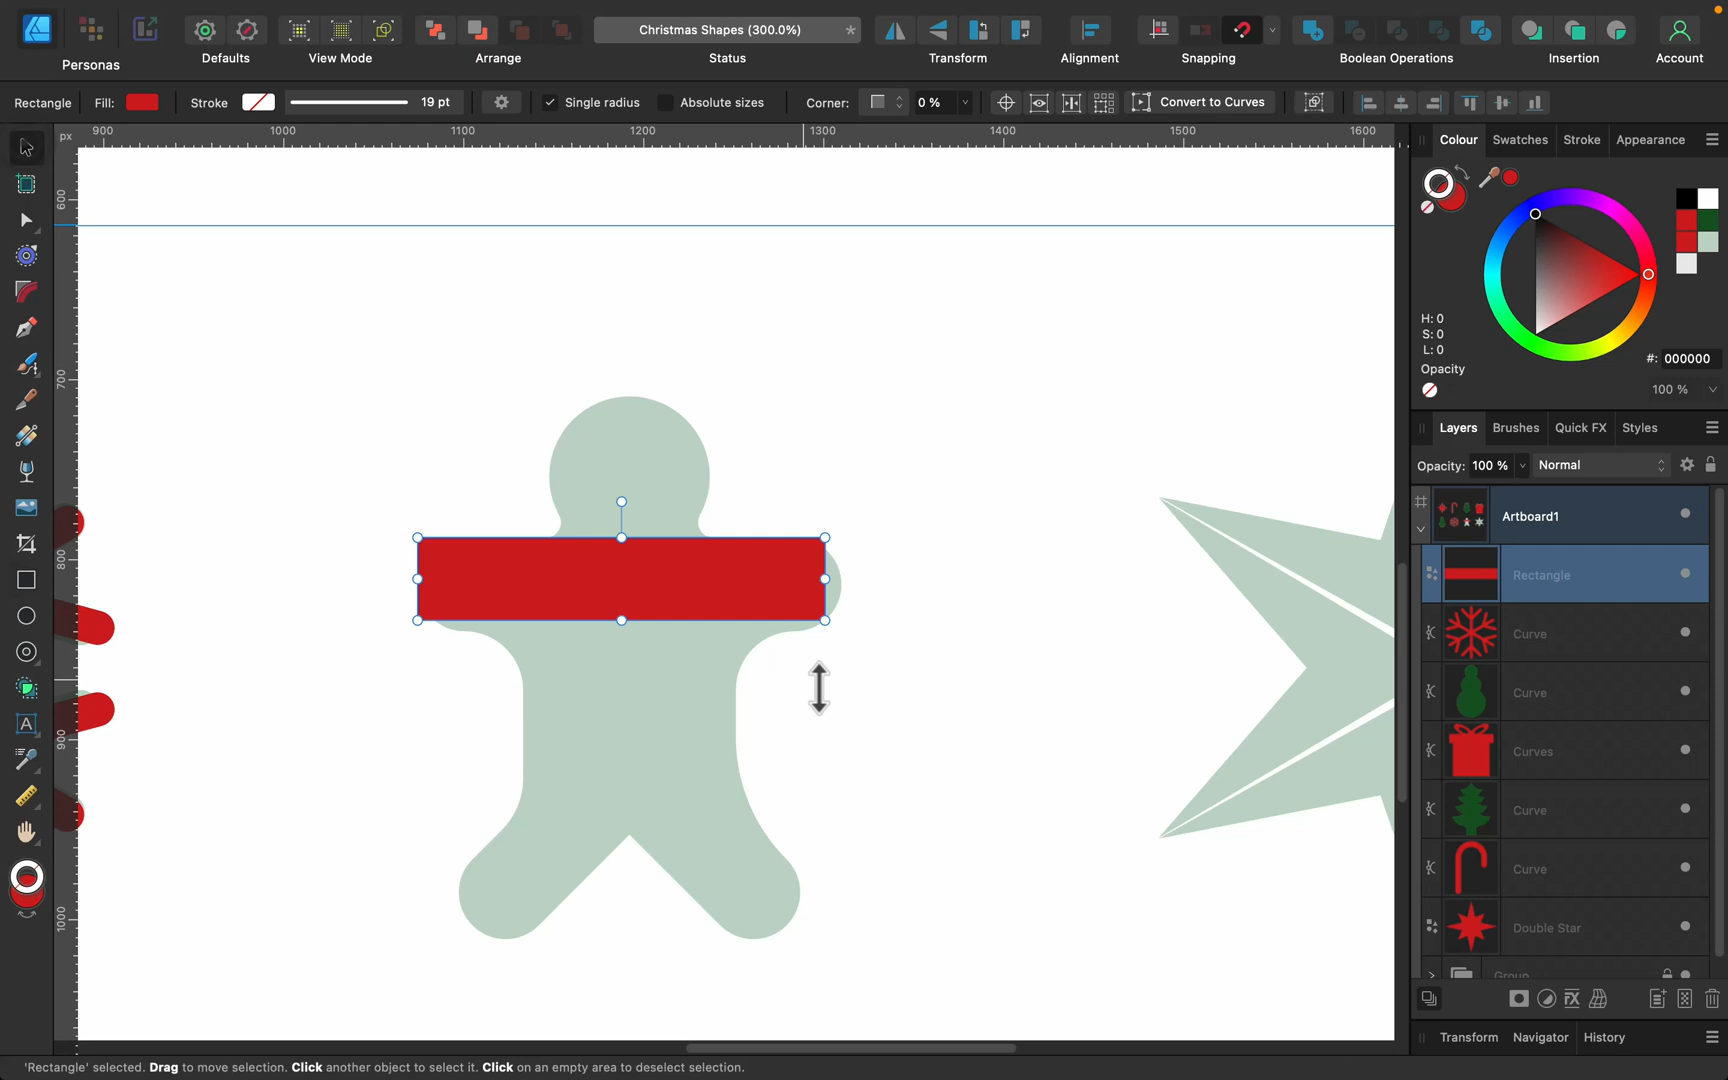 Christmas Shapes (300.0%) *
Personas
Defaults
View Mode
Arrange
Status
Transform
Alignment
Snapping
Boolean Operations
Insertion
Account
Rectangle
Fill:
Stroke
19 pt
Single radius
Absolute sizes
Corner:
0 %
Convert to Curves
px
900
1000
1100
1200
1300
1400
1500
1600
600
700
800
900
1000
Colour
Swatches
Stroke
Appearance
H: 0
S: 0
L: 0
#: 000000
Opacity
100 %
Layers
Brushes
Quick FX
Styles
Opacity: 100 %
Normal
Artboard1
Rectangle
Curve
Curve
Curves
Curve
Curve
Double Star
Group
A
FX
Transform
Navigator
History
'Rectangle' selected. Drag to move selection. Click another object to select it. Click on an empty area to deselect selection.